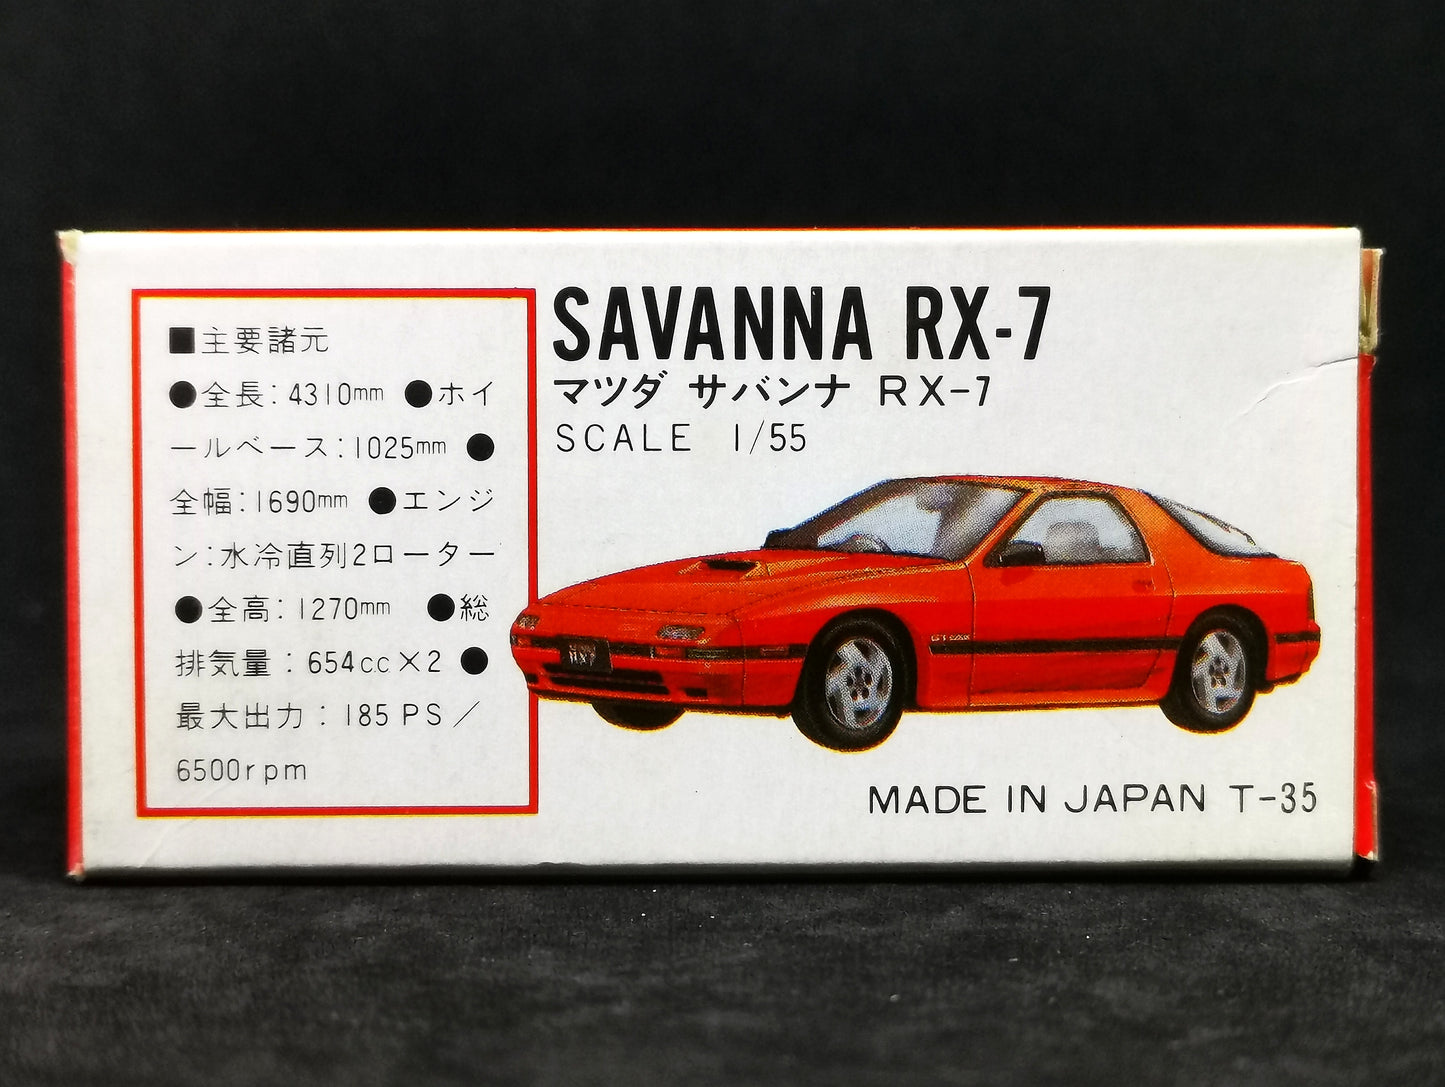 ■主要諸元
●全長：4310mm ●ホイ
ールベース：1025mm ●
全幅：1690mm ●エンジ
ン：水冷直列2ローター
●全高：1270mm ●総
排気量：654cc×2 ●
最大出力：185PS／
6500rpm
SAVANNA RX-7
マツダ サバンナ RX-7
SCALE 1/55
RX7
MADE IN JAPAN T-35